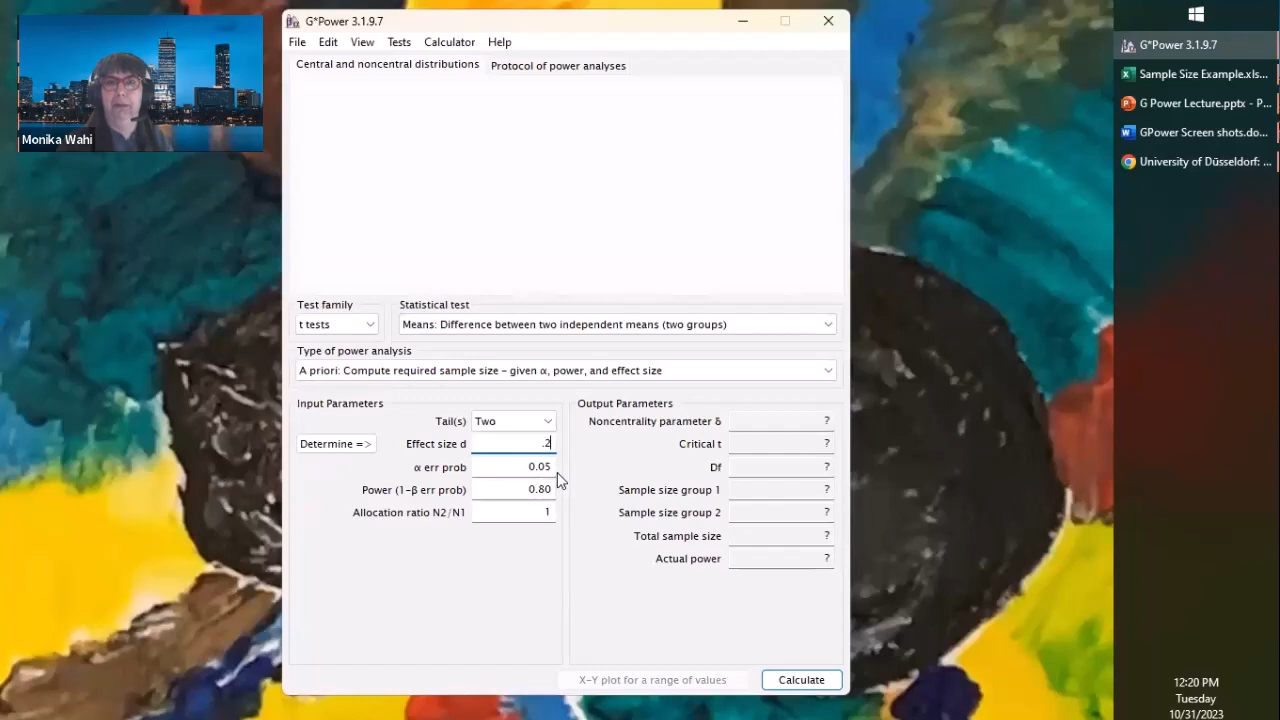 Monika Wahi
G*Power 3.1.9.7
File Edit View Tests Calculator Help
Central and noncentral distributions Protocol of power analyses
Test family
t tests
Statistical test
Means: Difference between two independent means (two groups)
Type of power analysis
A priori: Compute required sample size - given α, power, and effect size
Input Parameters
Tail(s) Two
Determine => Effect size d .2
α err prob 0.05
Power (1-β err prob) 0.80
Allocation ratio N2/N1 1
Output Parameters
Noncentrality parameter δ ?
Critical t ?
Df ?
Sample size group 1 ?
Sample size group 2 ?
Total sample size ?
Actual power ?
X-Y plot for a range of values Calculate
G*Power 3.1.9.7
Sample Size Example.xls...
G Power Lecture.pptx - P...
GPower Screen shots.do...
University of Düsseldorf: ...
12:20 PM
Tuesday
10/31/2023